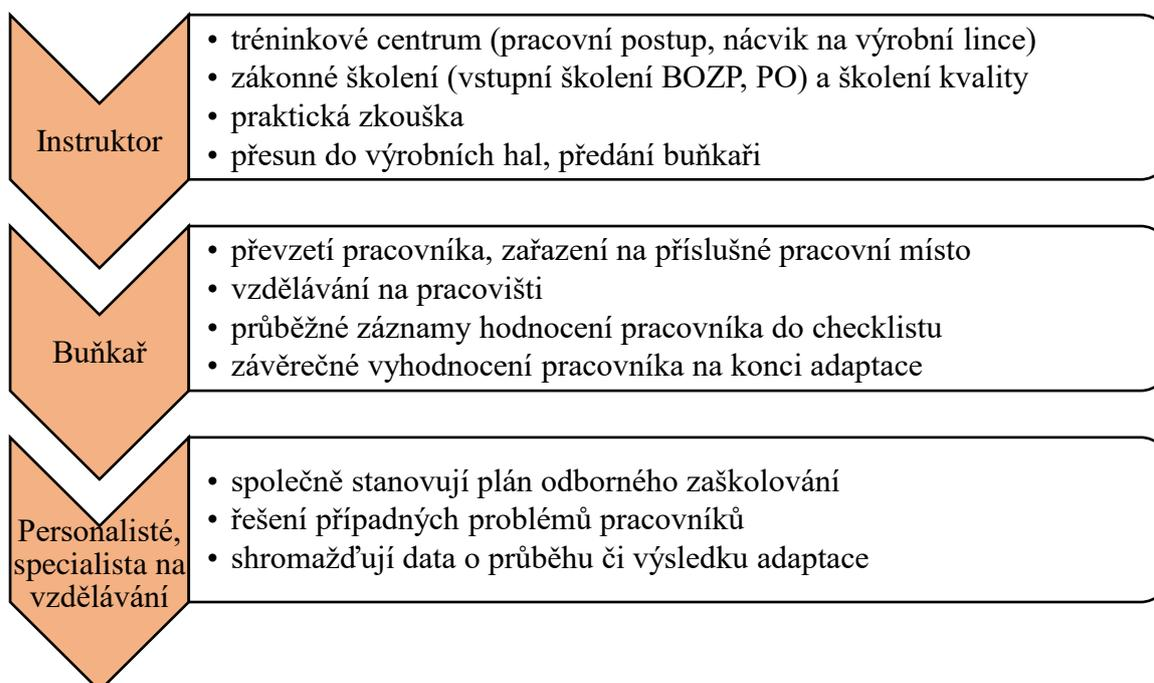 Instruktor
• tréninkové centrum (pracovní postup, nácvik na výrobní lince)
• zákonné školení (vstupní školení BOZP, PO) a školení kvality
• praktická zkouška
• přesun do výrobních hal, předání buňkaři
Buňkař
• převzetí pracovníka, zařazení na příslušné pracovní místo
• vzdělávání na pracovišti
• průběžné záznamy hodnocení pracovníka do checklistu
• závěrečné vyhodnocení pracovníka na konci adaptace
Personalisté,
specialista na
vzdělávání
• společně stanovují plán odborného zaškolování
• řešení případných problémů pracovníků
• shromažďují data o průběhu či výsledku adaptace